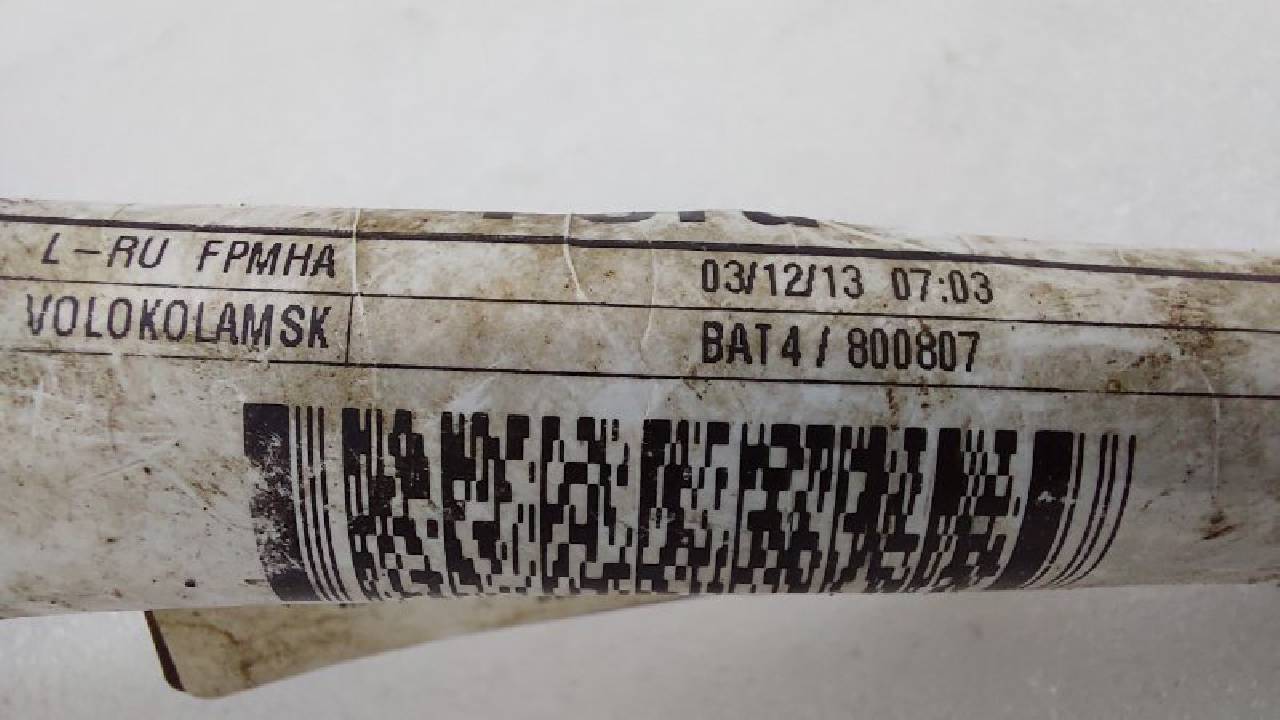 L-RU FPMHA
03/12/13 07:03
VOLOKOLAMSK
BAT4 / 800807